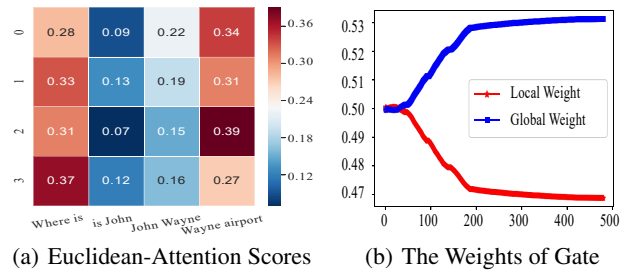 0 0.28 0.09 0.22 0.34
1 0.33 0.13 0.19 0.31
2 0.31 0.07 0.15 0.39
3 0.37 0.12 0.16 0.27
Where is is John John Wayne Wayne airport
0.36
0.30
0.24
0.18
0.12
(a) Euclidean-Attention Scores
0.53
0.52
0.51
0.50
0.49
0.48
0.47
0 100 200 300 400 500
Local Weight
Global Weight
(b) The Weights of Gate